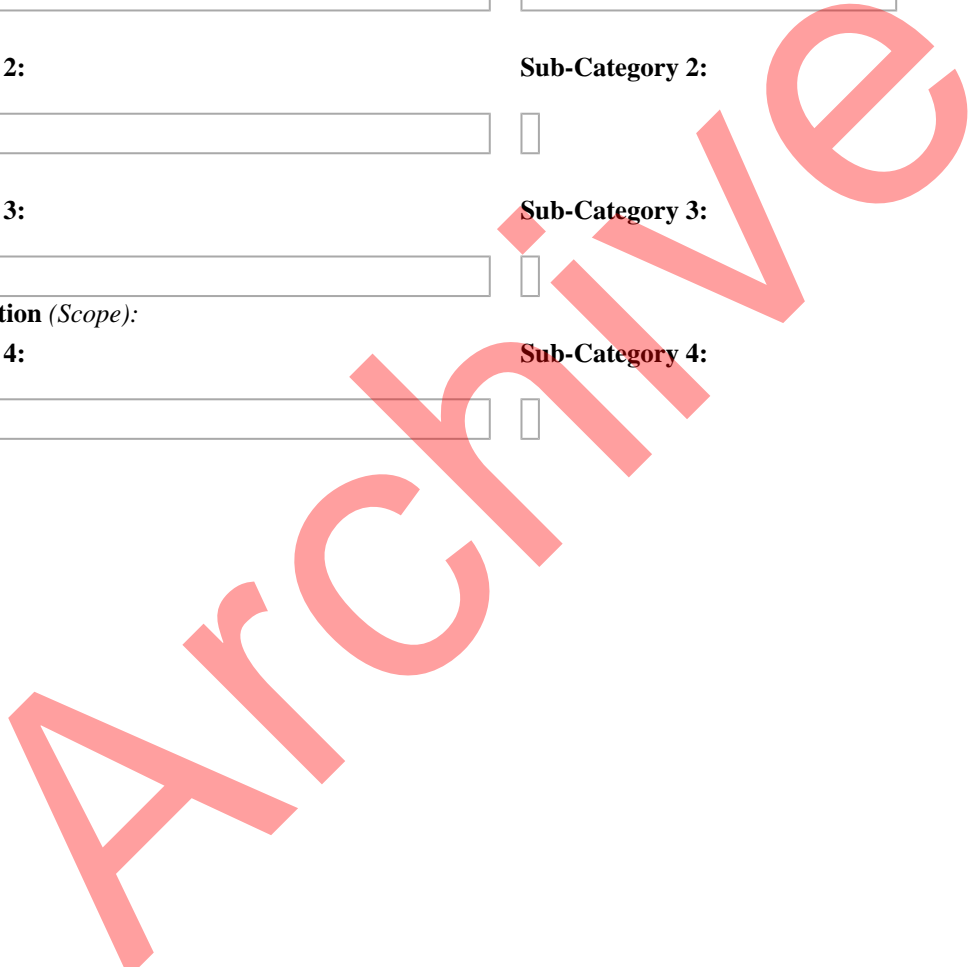 2: Sub-Category 2:
3: Sub-Category 3:
tion (Scope):
4: Sub-Category 4:
Archive